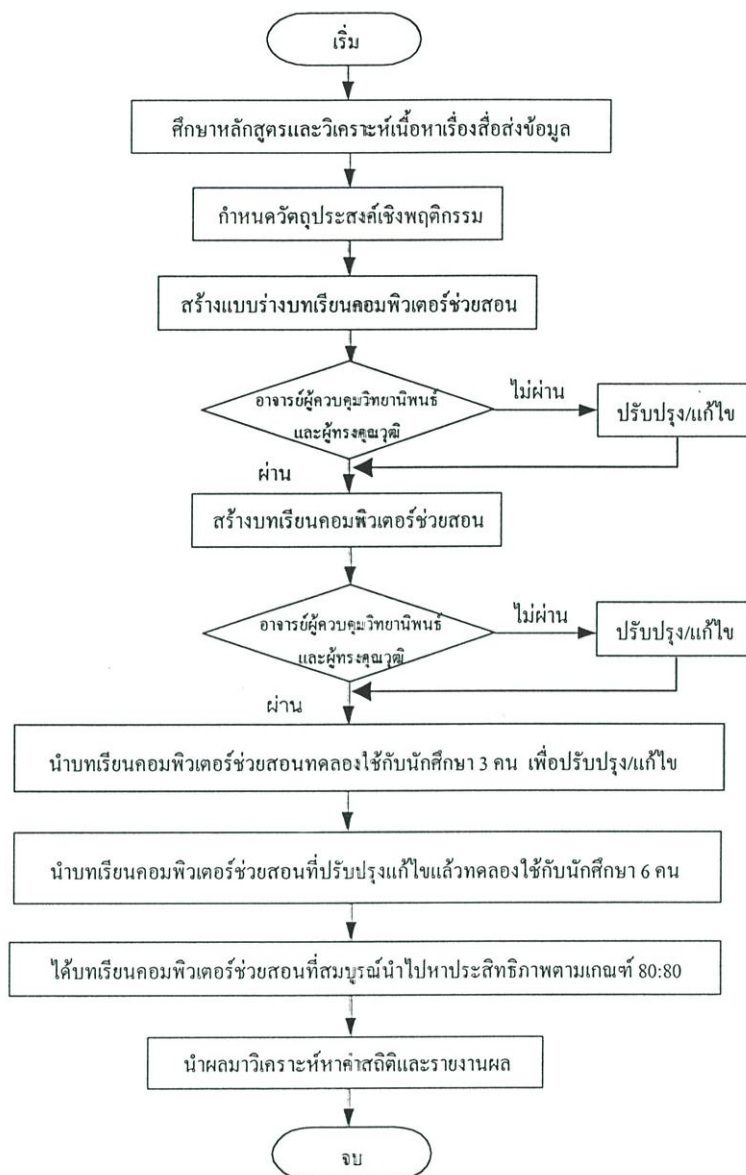 เริ่ม
ศึกษาหลักสูตรและวิเคราะห์เนื้อหาเรื่องสื่อส่งข้อมูล
กำหนดวัตถุประสงค์เชิงพฤติกรรม
สร้างแบบร่างบทเรียนคอมพิวเตอร์ช่วยสอน
อาจารย์ผู้ควบคุมวิทยานิพนธ์
และผู้ทรงคุณวุฒิ
ไม่ผ่าน
ปรับปรุง/แก้ไข
ผ่าน
สร้างบทเรียนคอมพิวเตอร์ช่วยสอน
อาจารย์ผู้ควบคุมวิทยานิพนธ์
และผู้ทรงคุณวุฒิ
ไม่ผ่าน
ปรับปรุง/แก้ไข
ผ่าน
นำบทเรียนคอมพิวเตอร์ช่วยสอนทดลองใช้กับนักศึกษา 3 คน เพื่อปรับปรุง/แก้ไข
นำบทเรียนคอมพิวเตอร์ช่วยสอนที่ปรับปรุงแก้ไขแล้วทดลองใช้กับนักศึกษา 6 คน
ได้บทเรียนคอมพิวเตอร์ช่วยสอนที่สมบูรณ์นำไปหาประสิทธิภาพตามเกณฑ์ 80:80
นำผลมาวิเคราะห์หาค่าสถิติและรายงานผล
จบ